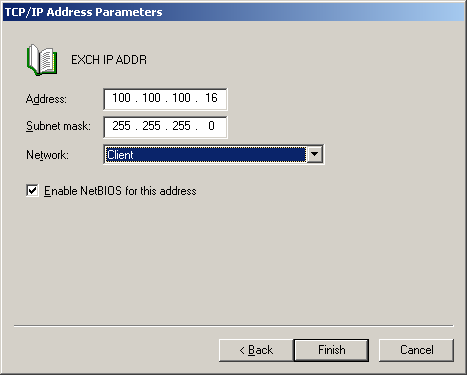 TCP/IP Address Parameters
EXCH IP ADDR
Address: 100 . 100 . 100 . 16
Subnet mask: 255 . 255 . 255 . 0
Network: Client
Enable NetBIOS for this address
< Back Finish Cancel